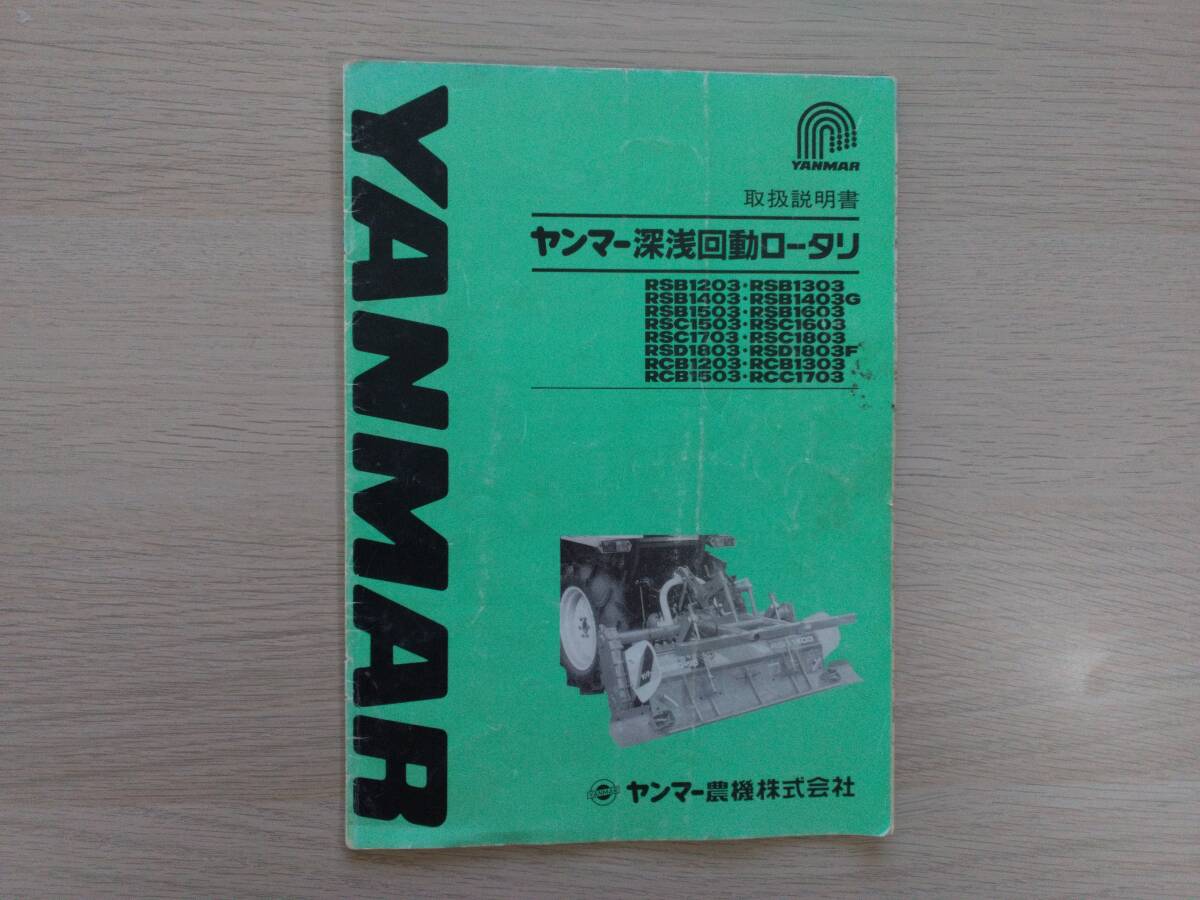 YANMAR
YANMAR
取扱説明書
ヤンマー深浅回動ロータリ
RSB1203・RSB1303
RSB1403・RSB1403G
RSB1503・RSB1603
RSC1503・RSC1603
RSC1703・RSC1803
RSD1803・RSD1803F
RCB1203・RCB1303
RCB1503・RCC1703
ヤンマー農機株式会社